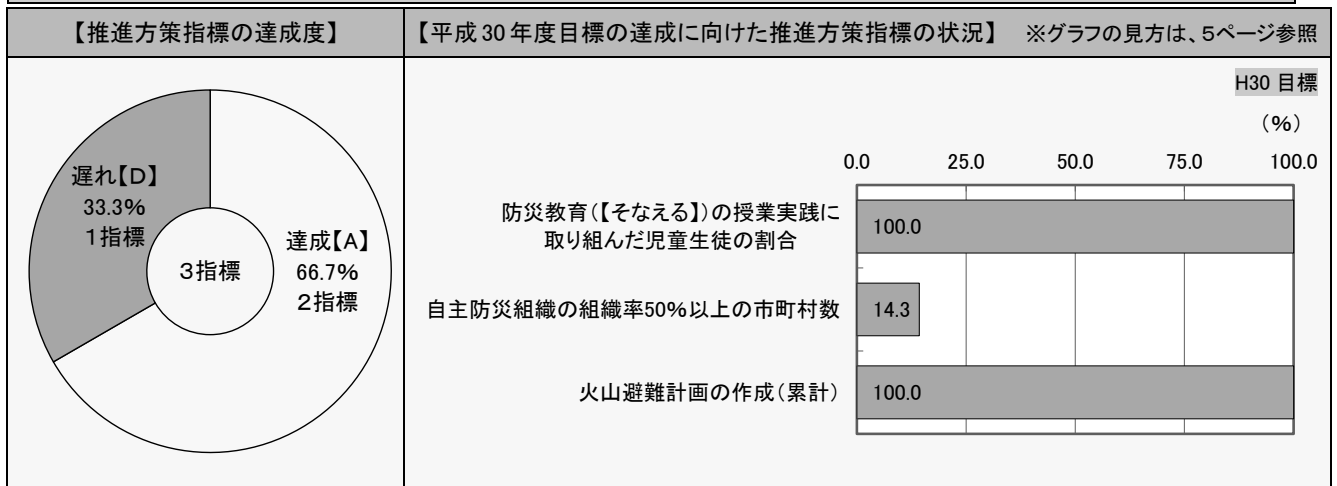 【推進方策指標の達成度】
【平成30年度目標の達成に向けた推進方策指標の状況】 ※グラフの見方は、5ページ参照
遅れ【D】
33.3%
1指標
3指標
達成【A】
66.7%
2指標
H30 目標
(%)
0.0 25.0 50.0 75.0 100.0
防災教育(【そなえる】)の授業実践に
取り組んだ児童生徒の割合
100.0
自主防災組織の組織率50%以上の市町村数
14.3
火山避難計画の作成(累計)
100.0